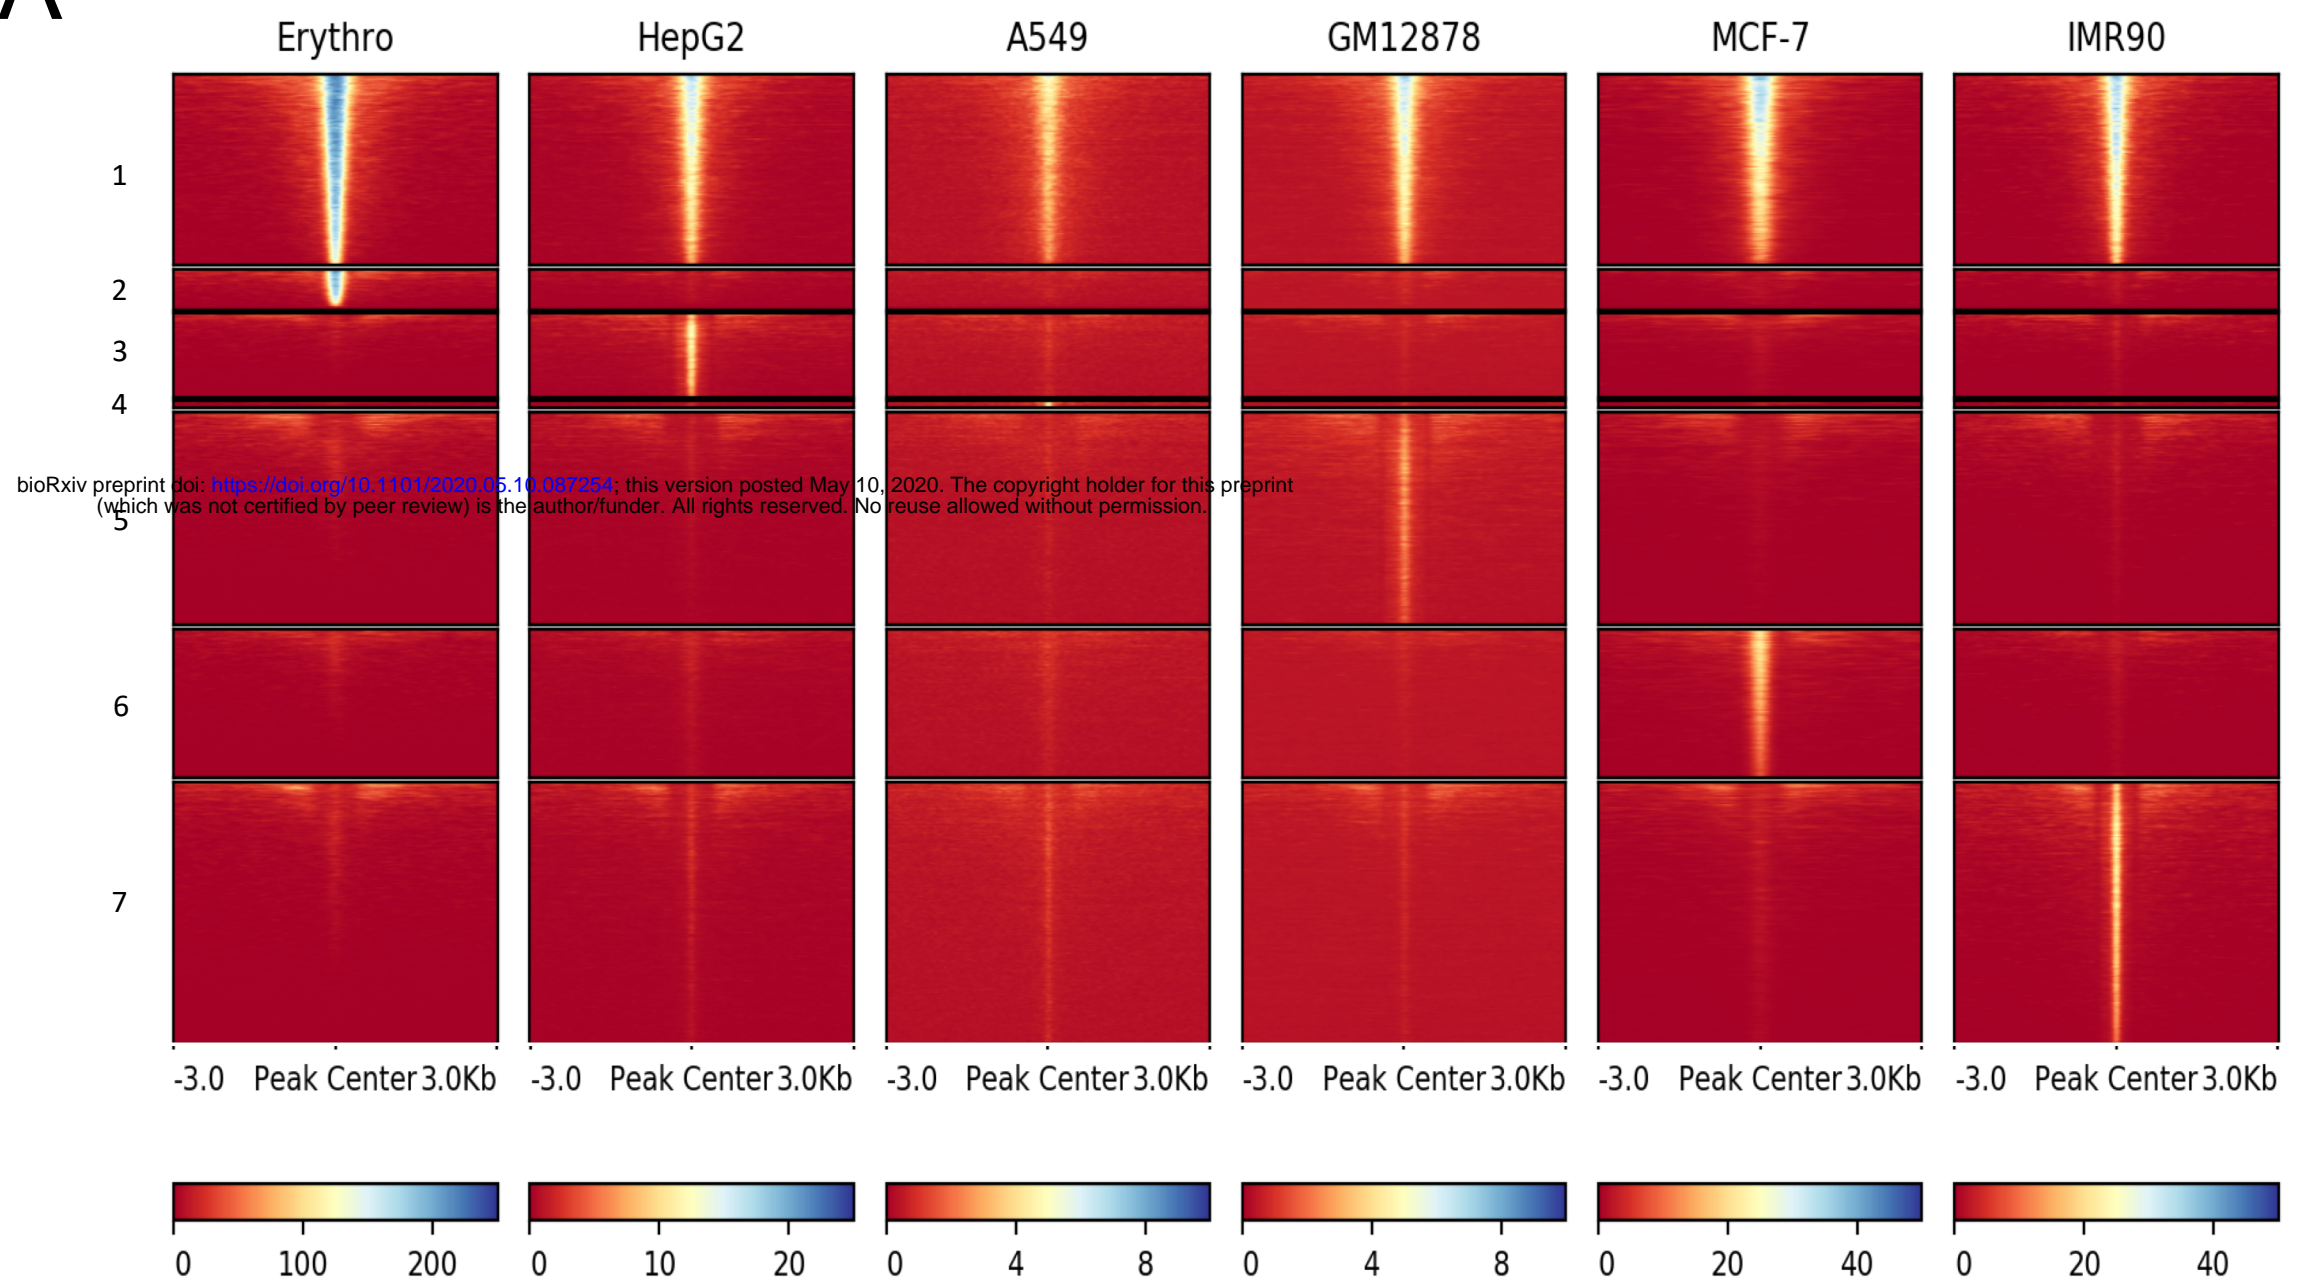 A
Erythro HepG2 A549 GM12878 MCF-7 IMR90
1
2
3
4
bioRxiv preprint doi: https://doi.org/10.1101/2020.05.10.087254; this version posted May 10, 2020. The copyright holder for this preprint
(which was not certified by peer review) is the author/funder. All rights reserved. No reuse allowed without permission.
5
6
7
-3.0 Peak Center 3.0Kb -3.0 Peak Center 3.0Kb -3.0 Peak Center 3.0Kb -3.0 Peak Center 3.0Kb -3.0 Peak Center 3.0Kb -3.0 Peak Center 3.0Kb
0 100 200 0 10 20 0 4 8 0 4 8 0 20 40 0 20 40